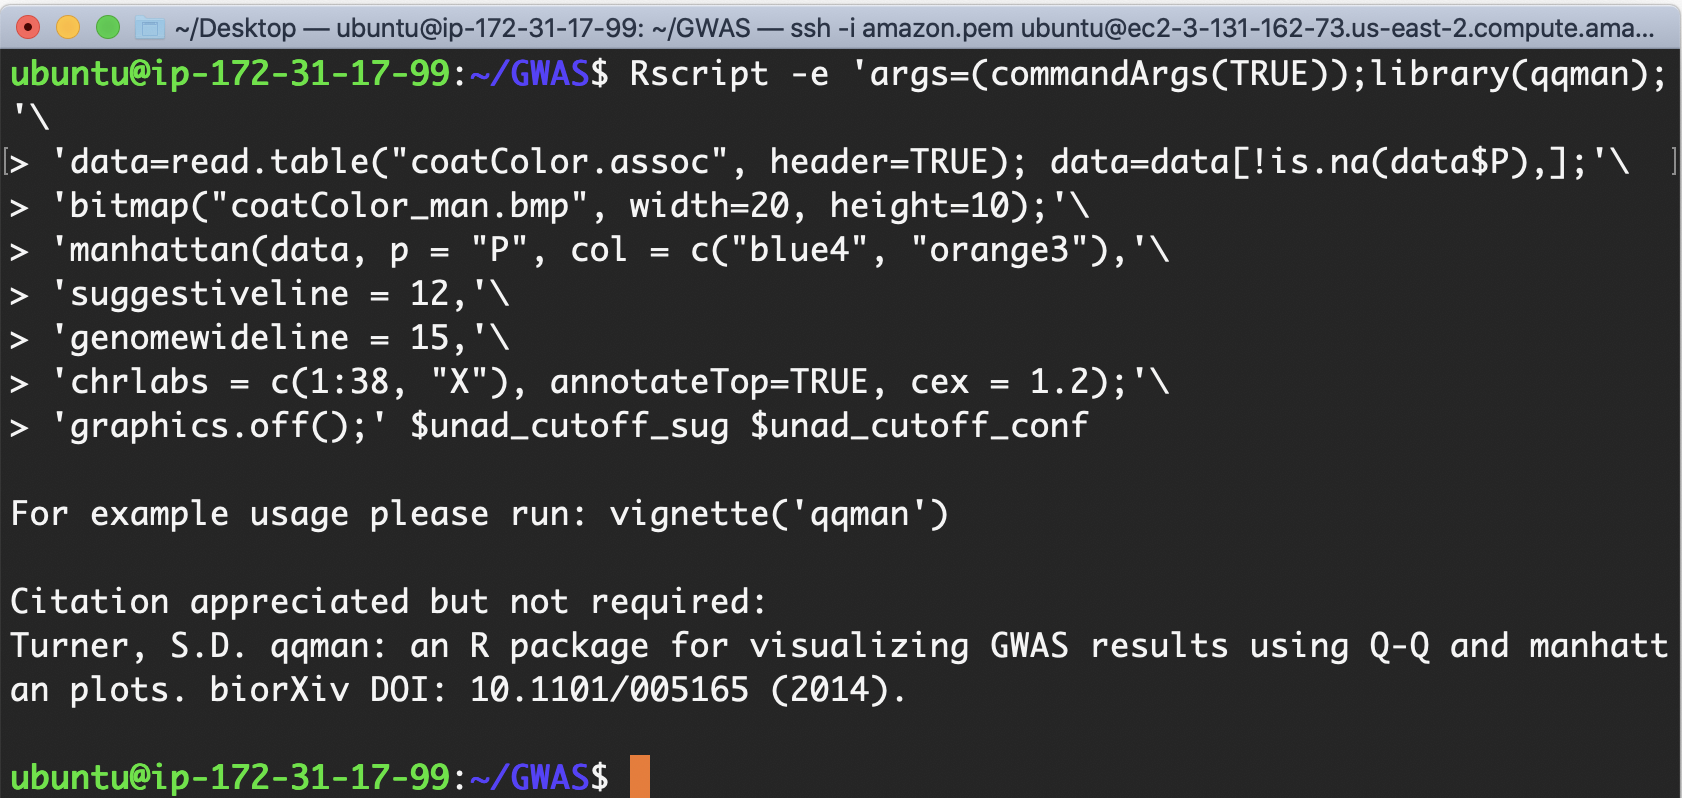 ~/Desktop — ubuntu@ip-172-31-17-99: ~/GWAS — ssh -i amazon.pem ubuntu@ec2-3-131-162-73.us-east-2.compute.ama...
ubuntu@ip-172-31-17-99:~/GWAS$ Rscript -e 'args=(commandArgs(TRUE));library(qqman);
'\
[> 'data=read.table("coatColor.assoc", header=TRUE); data=data[!is.na(data$P),];'\ ]
> 'bitmap("coatColor_man.bmp", width=20, height=10);'\
> 'manhattan(data, p = "P", col = c("blue4", "orange3"),'\
> 'suggestiveline = 12,'\
> 'genomewideline = 15,'\
> 'chrlabs = c(1:38, "X"), annotateTop=TRUE, cex = 1.2);'\
> 'graphics.off();' $unad_cutoff_sug $unad_cutoff_conf
For example usage please run: vignette('qqman')
Citation appreciated but not required:
Turner, S.D. qqman: an R package for visualizing GWAS results using Q-Q and manhatt
an plots. biorXiv DOI: 10.1101/005165 (2014).
ubuntu@ip-172-31-17-99:~/GWAS$